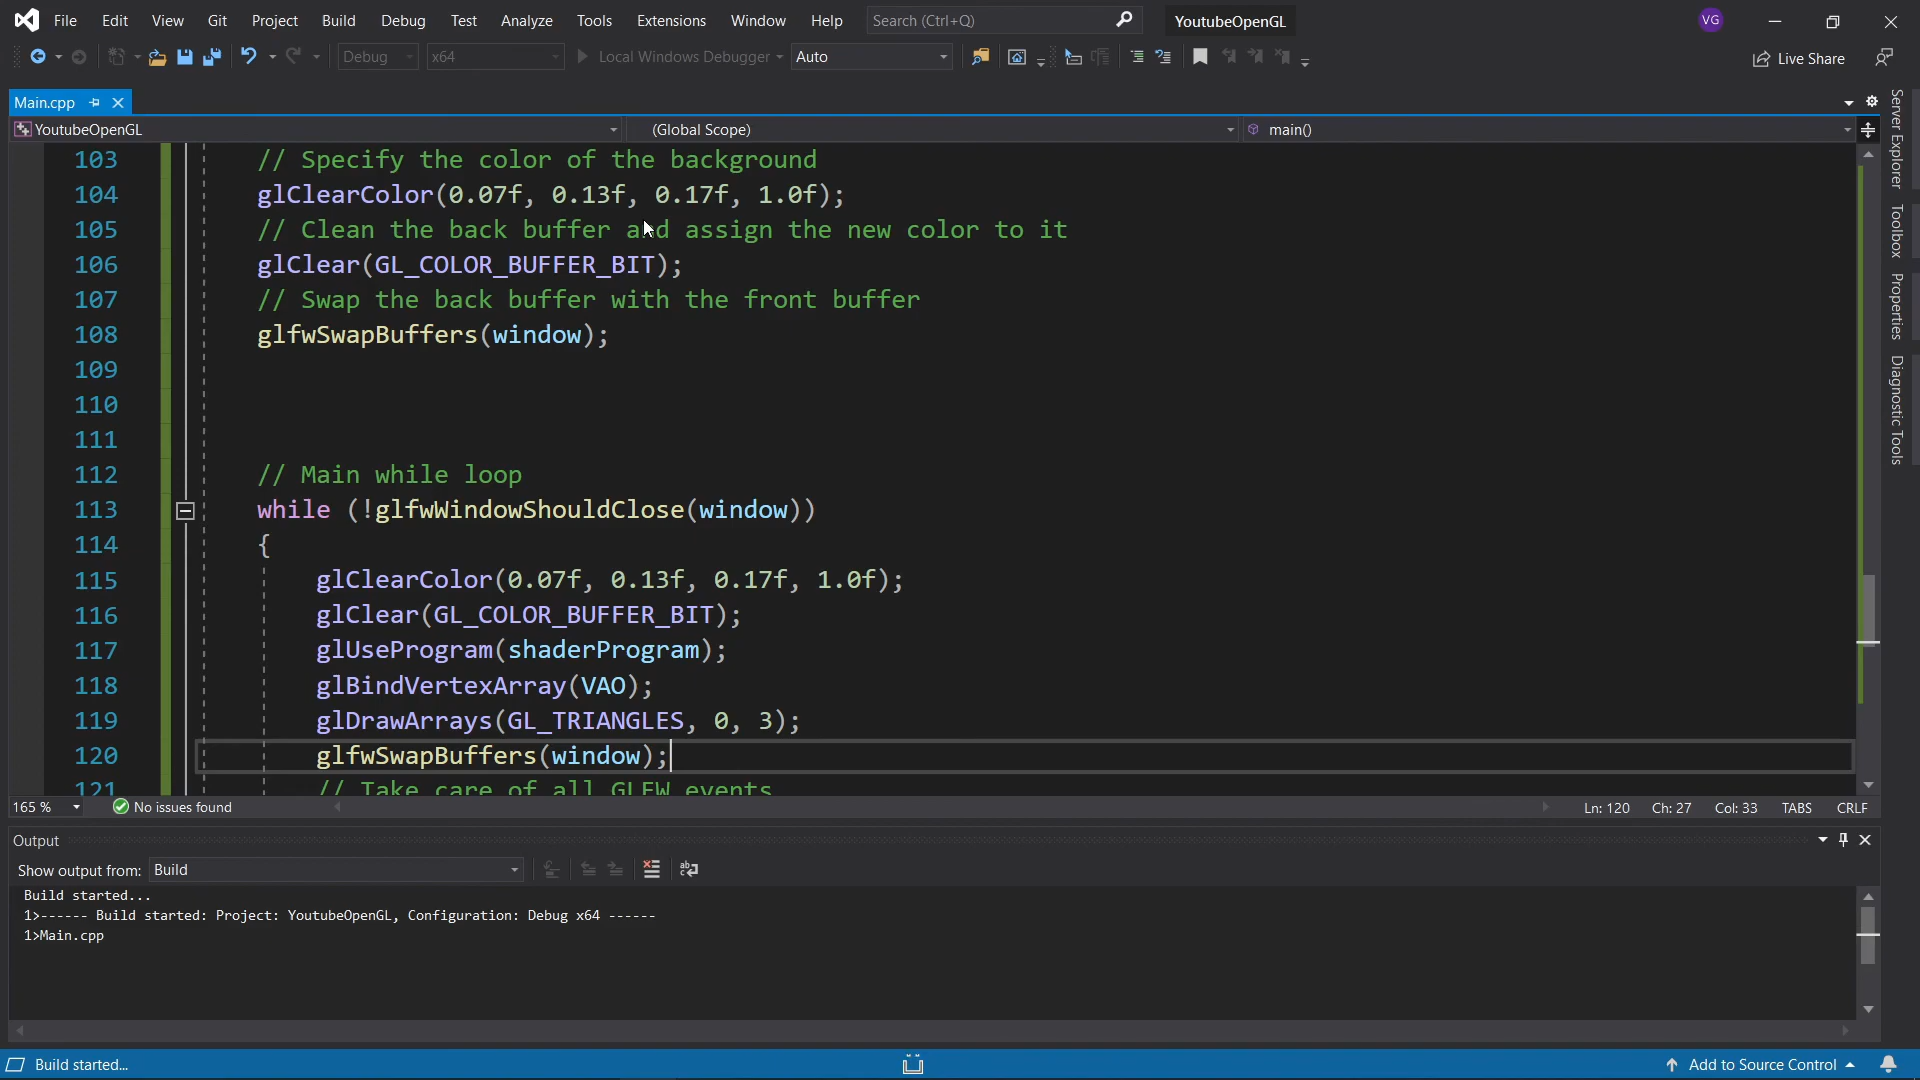 File Edit View Git Project Build Debug Test Analyze Tools Extensions Window Help Search (Ctrl+Q) YoutubeOpenGL VG
Debug x64 Local Windows Debugger Auto Live Share
Main.cpp
YoutubeOpenGL (Global Scope) main()
103 // Specify the color of the background
104 glClearColor(0.07f, 0.13f, 0.17f, 1.0f);
105 // Clean the back buffer and assign the new color to it
106 glClear(GL_COLOR_BUFFER_BIT);
107 // Swap the back buffer with the front buffer
108 glfwSwapBuffers(window);
109
110
111
112 // Main while loop
113 while (!glfwWindowShouldClose(window))
114 {
115 glClearColor(0.07f, 0.13f, 0.17f, 1.0f);
116 glClear(GL_COLOR_BUFFER_BIT);
117 glUseProgram(shaderProgram);
118 glBindVertexArray(VAO);
119 glDrawArrays(GL_TRIANGLES, 0, 3);
120 glfwSwapBuffers(window);
121 // Take care of all GLFW events
165 % No issues found Ln: 120 Ch: 27 Col: 33 TABS CRLF
Output
Show output from: Build
Build started...
1>------ Build started: Project: YoutubeOpenGL, Configuration: Debug x64 ------
1>Main.cpp
Build started... Add to Source Control
Server Explorer
Toolbox
Properties
Diagnostic Tools